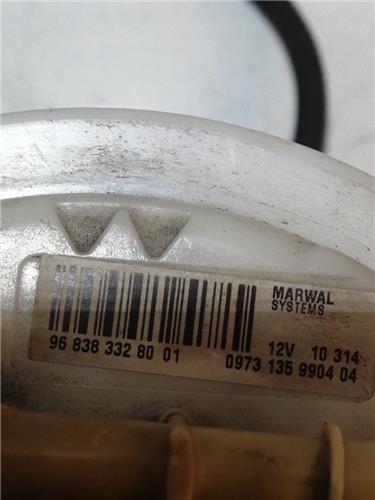 MARWAL
SYSTEMS
12V 10 314
96 838 332 80 01
0973 135 9904 04